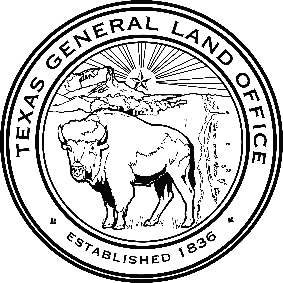 TEXAS GENERAL LAND OFFICE
ESTABLISHED 1836